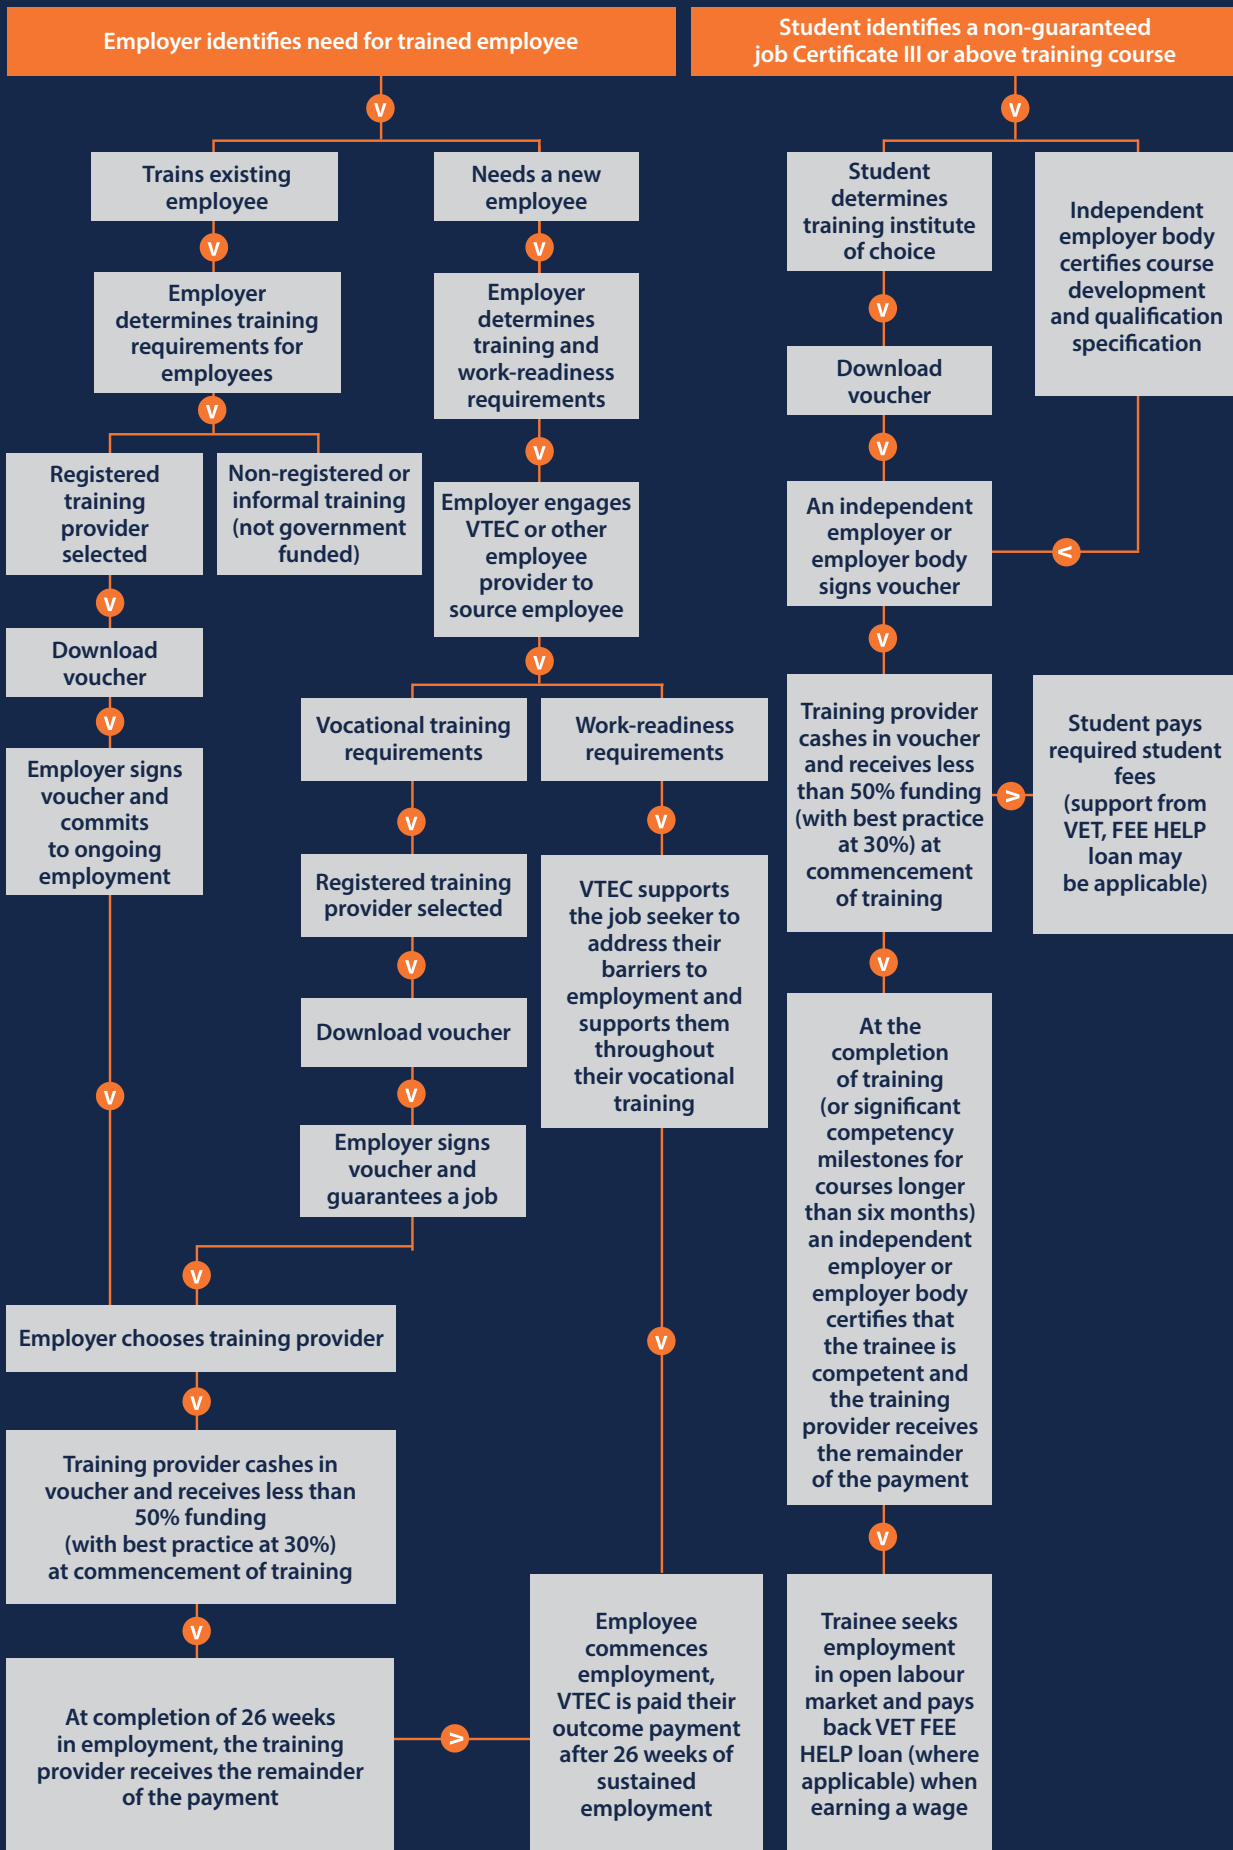 Employer identifies need for trained employee
Student identifies a non-guaranteed
job Certificate III or above training course
V
V
Trains existing
employee
Needs a new
employee
Student
determines
training institute
of choice
Independent
employer body
certifies course
development
and qualification
specification
V
V
V
Employer
determines training
requirements for
employees
Employer
determines
training and
work-readiness
requirements
Download
voucher
V
V
V
Registered
training
provider
selected
Non-registered or
informal training
(not government
funded)
Employer engages
VTEC or other
employee
provider to
source employee
An independent
employer or
employer body
signs voucher
V
V
V
V
Download
voucher
V
Employer signs
voucher and
commits
to ongoing
employment
Vocational training
requirements
Work-readiness
requirements
Training provider
cashes in voucher
and receives less
than 50% funding
(with best practice
at 30%) at
commencement
of training
V
Student pays
required student
fees
(support from
VET, FEE HELP
loan may
be applicable)
V
V
Registered training
provider selected
VTEC supports
the job seeker to
address their
barriers to
employment and
supports them
throughout
their vocational
training
V
V
Download voucher
At the
completion
of training
(or significant
competency
milestones for
courses longer
than six months)
an independent
employer or
employer body
certifies that
the trainee is
competent and
the training
provider receives
the remainder
of the payment
V
V
Employer signs
voucher and
guarantees a job
V
Employer chooses training provider
V
V
Training provider cashes in
voucher and receives less than
50% funding
(with best practice at 30%)
at commencement of training
V
V
At completion of 26 weeks
in employment, the training
provider receives the remainder
of the payment
V
Employee
commences
employment,
VTEC is paid their
outcome payment
after 26 weeks of
sustained
employment
Trainee seeks
employment
in open labour
market and pays
back VET FEE
HELP loan (where
applicable) when
earning a wage